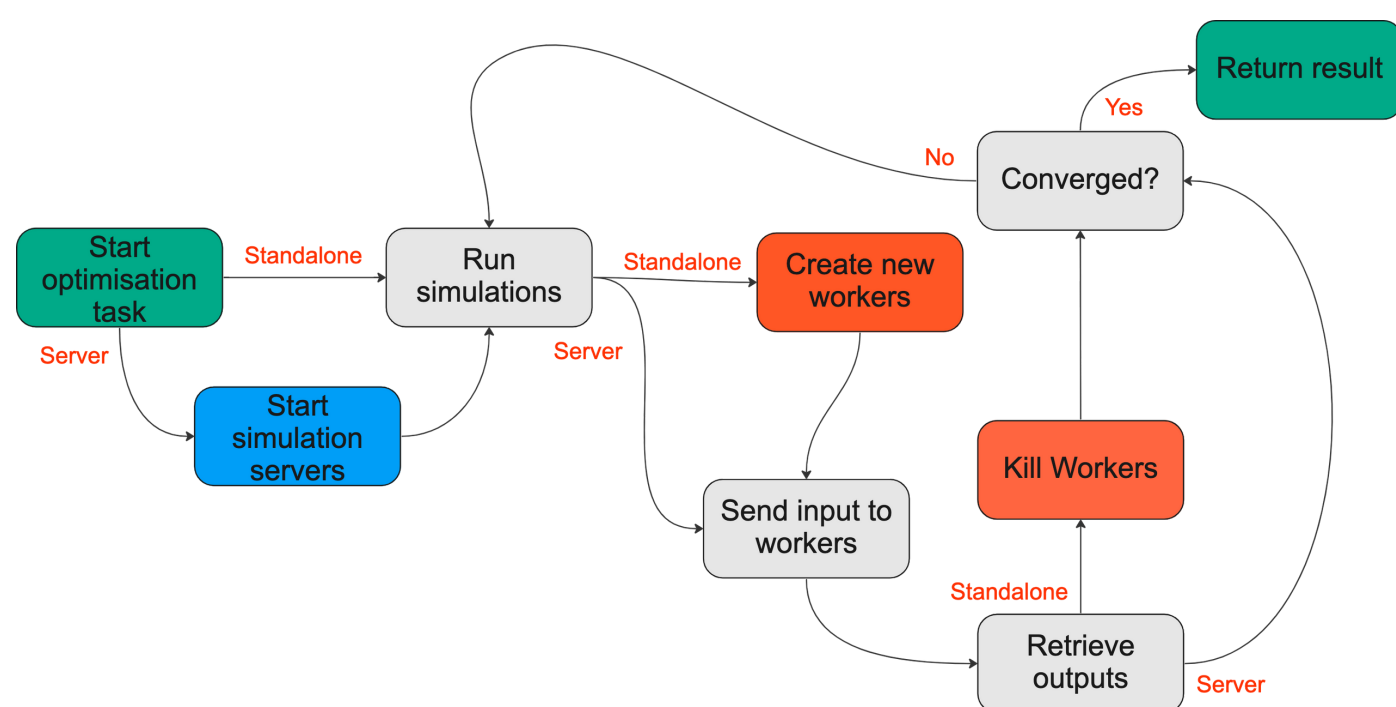 Return result
Yes
No
Converged?
Start
optimisation
task
Standalone
Run
simulations
Standalone
Create new
workers
Server
Server
Start
simulation
servers
Kill Workers
Send input to
workers
Standalone
Retrieve
outputs
Server